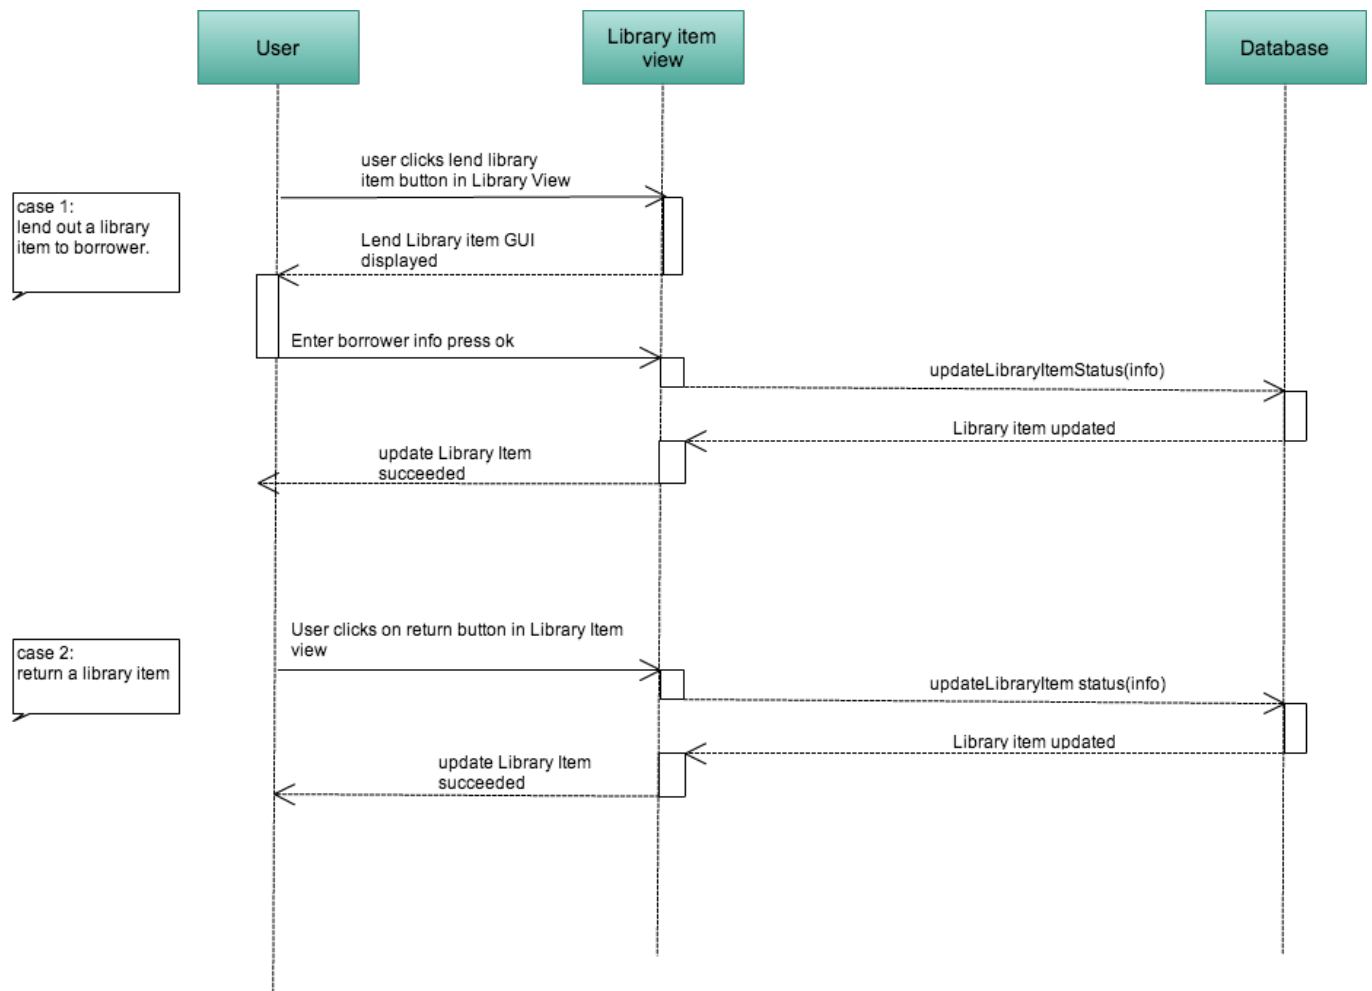 User
Library item
view
Database
user clicks lend library
item button in Library View
case 1:
lend out a library
item to borrower.
Lend Library item GUI
displayed
Enter borrower info press ok
updateLibraryItemStatus(info)
Library item updated
update Library Item
succeeded
User clicks on return button in Library Item
view
case 2:
return a library item
updateLibraryItem status(info)
Library item updated
update Library Item
succeeded